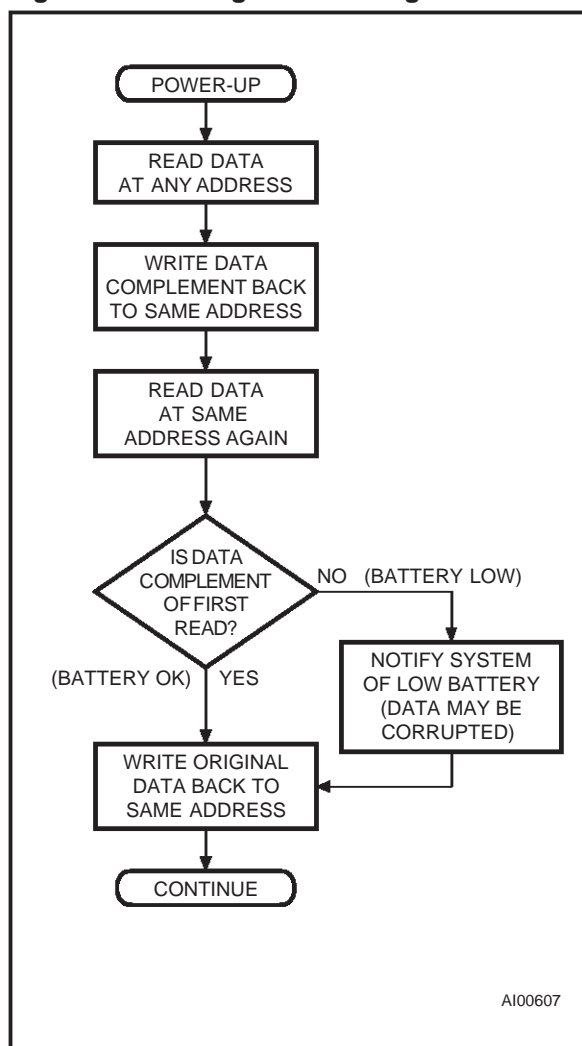 POWER-UP
READ DATA
AT ANY ADDRESS
WRITE DATA
COMPLEMENT BACK
TO SAME ADDRESS
READ DATA
AT SAME
ADDRESS AGAIN
IS DATA
COMPLEMENT
OF FIRST
READ?
NO (BATTERY LOW)
(BATTERY OK) YES
NOTIFY SYSTEM
OF LOW BATTERY
(DATA MAY BE
CORRUPTED)
WRITE ORIGINAL
DATA BACK TO
SAME ADDRESS
CONTINUE
AI00607